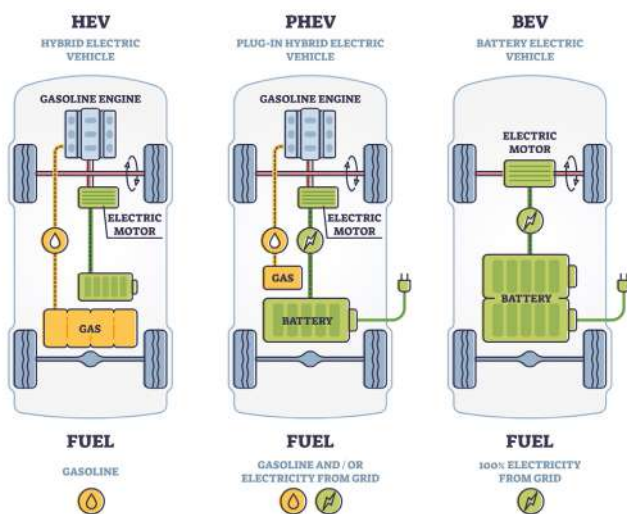 HEV
HYBRID ELECTRIC
VEHICLE
GASOLINE ENGINE
ELECTRIC
MOTOR
GAS
FUEL
GASOLINE
PHEV
PLUG-IN HYBRID ELECTRIC
VEHICLE
GASOLINE ENGINE
ELECTRIC
MOTOR
GAS
BATTERY
FUEL
GASOLINE AND / OR
ELECTRICITY FROM GRID
BEV
BATTERY ELECTRIC
VEHICLE
ELECTRIC
MOTOR
BATTERY
FUEL
100% ELECTRICITY
FROM GRID